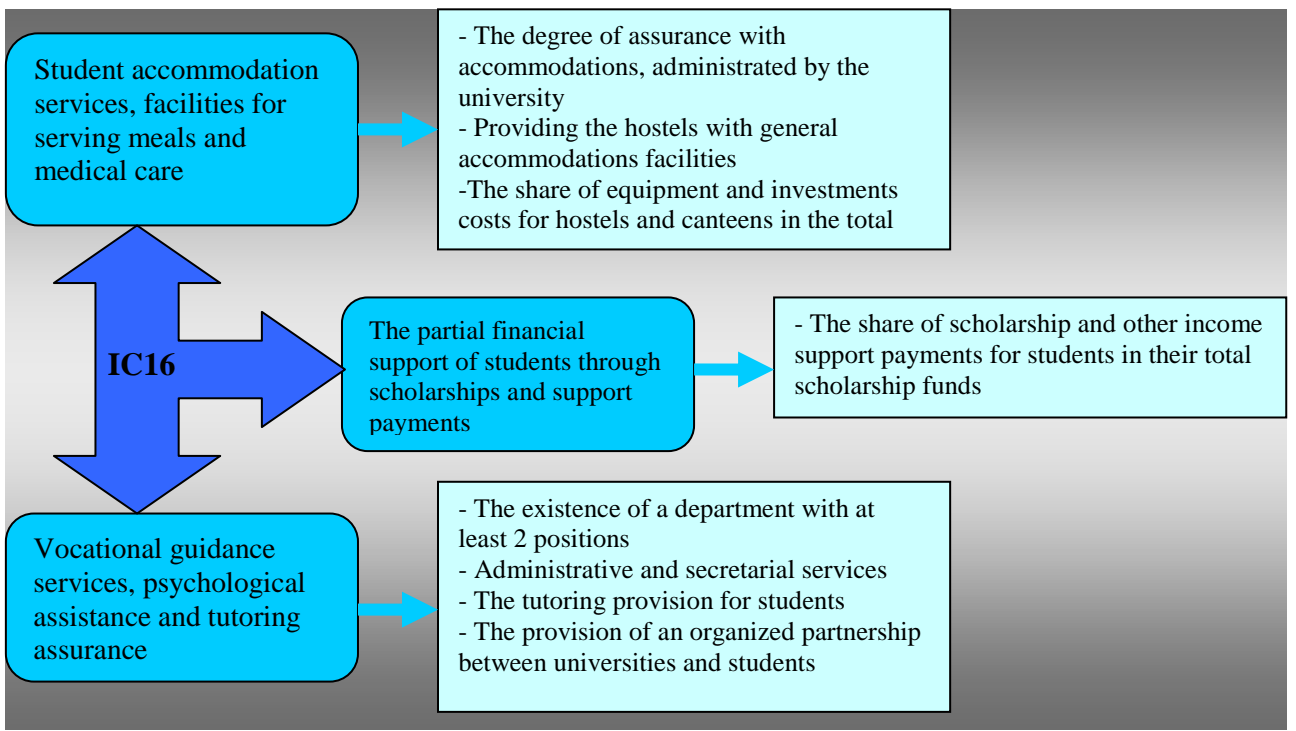 Student accommodation
services, facilities for
serving meals and
medical care
- The degree of assurance with
accommodations, administrated by the
university
- Providing the hostels with general
accommodations facilities
-The share of equipment and investments
costs for hostels and canteens in the total
IC16
The partial financial
support of students through
scholarships and support
payments
- The share of scholarship and other income
support payments for students in their total
scholarship funds
Vocational guidance
services, psychological
assistance and tutoring
assurance
- The existence of a department with at
least 2 positions
- Administrative and secretarial services
- The tutoring provision for students
- The provision of an organized partnership
between universities and students